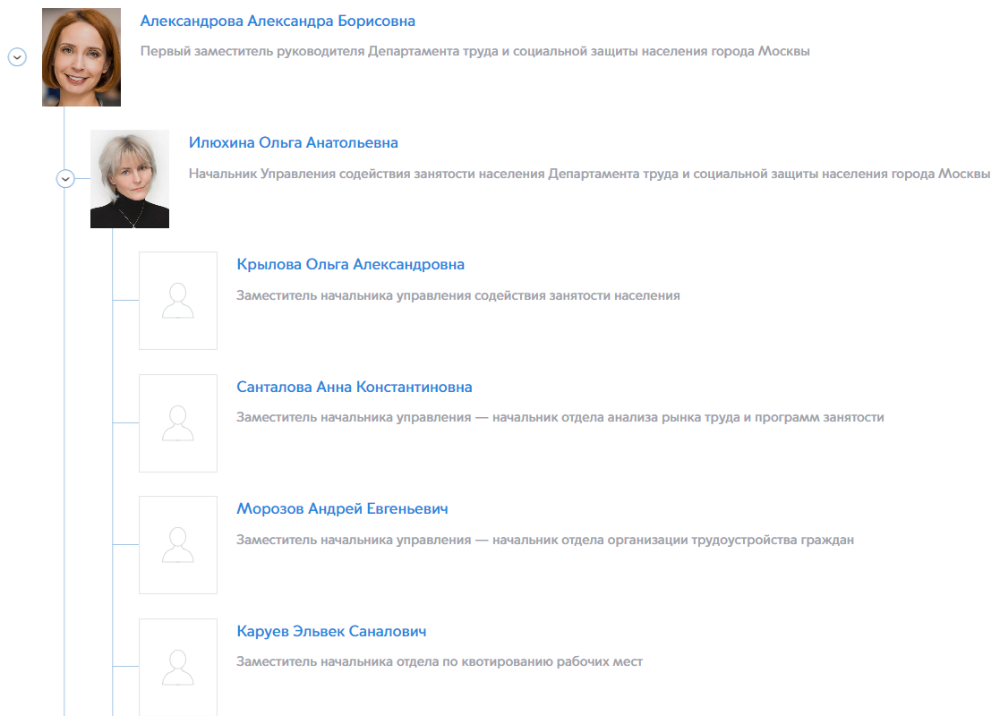 Александрова Александра Борисовна
Первый заместитель руководителя Департамента труда и социальной защиты населения города Москвы
Илюхина Ольга Анатольевна
Начальник Управления содействия занятости населения Департамента труда и социальной защиты населения города Москвы
Крылова Ольга Александровна
Заместитель начальника управления содействия занятости населения
Санталова Анна Константиновна
Заместитель начальника управления — начальник отдела анализа рынка труда и программ занятости
Морозов Андрей Евгеньевич
Заместитель начальника управления — начальник отдела организации трудоустройства граждан
Каруев Эльвек Саналович
Заместитель начальника отдела по квотированию рабочих мест